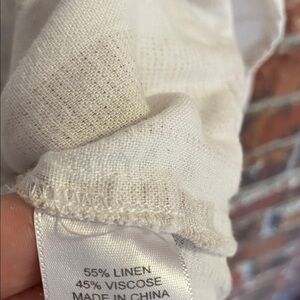 55% LINEN
45% VISCOSE
MADE IN CHINA